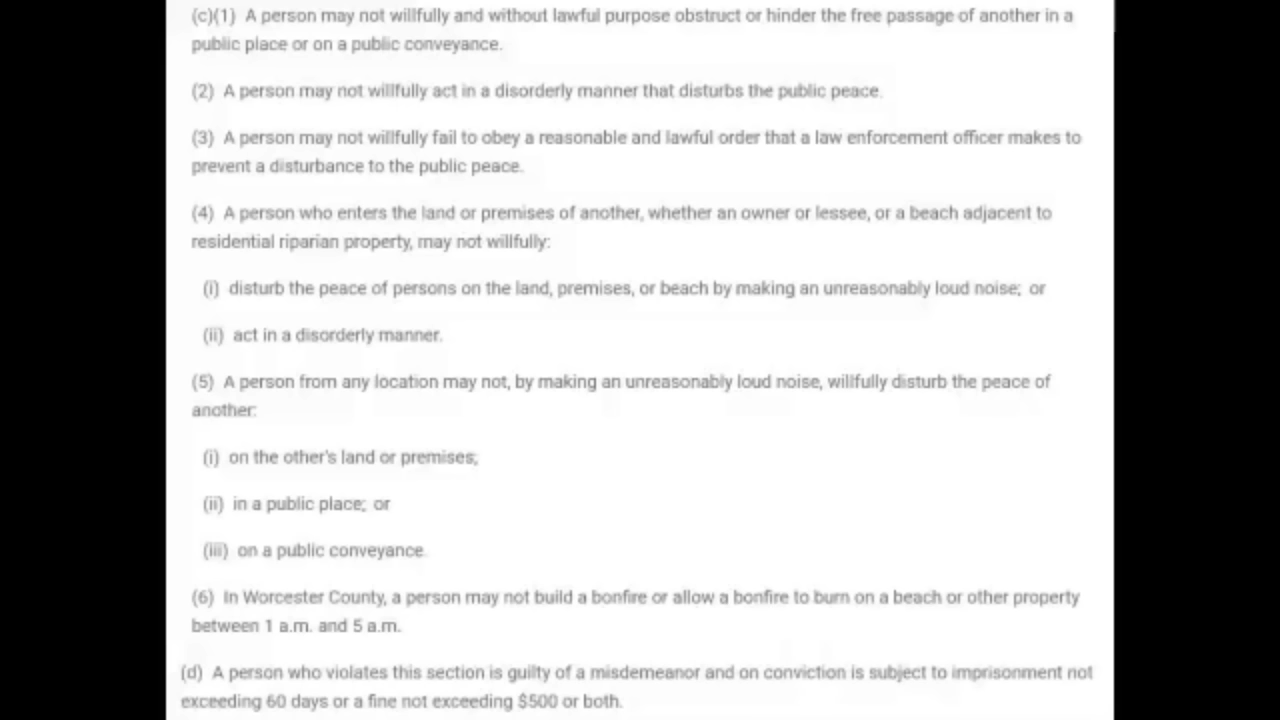 (c)(1) A person may not willfully and without lawful purpose obstruct or hinder the free passage of another in a
public place or on a public conveyance.
(2) A person may not willfully act in a disorderly manner that disturbs the public peace.
(3) A person may not willfully fail to obey a reasonable and lawful order that a law enforcement officer makes to
prevent a disturbance to the public peace.
(4) A person who enters the land or premises of another, whether an owner or lessee, or a beach adjacent to
residential riparian property, may not willfully:
(i) disturb the peace of persons on the land, premises, or beach by making an unreasonably loud noise; or
(ii) act in a disorderly manner.
(5) A person from any location may not, by making an unreasonably loud noise, willfully disturb the peace of
another:
(i) on the other's land or premises;
(ii) in a public place; or
(iii) on a public conveyance.
(6) In Worcester County, a person may not build a bonfire or allow a bonfire to burn on a beach or other property
between 1 a.m. and 5 a.m.
(d) A person who violates this section is guilty of a misdemeanor and on conviction is subject to imprisonment not
exceeding 60 days or a fine not exceeding $500 or both.